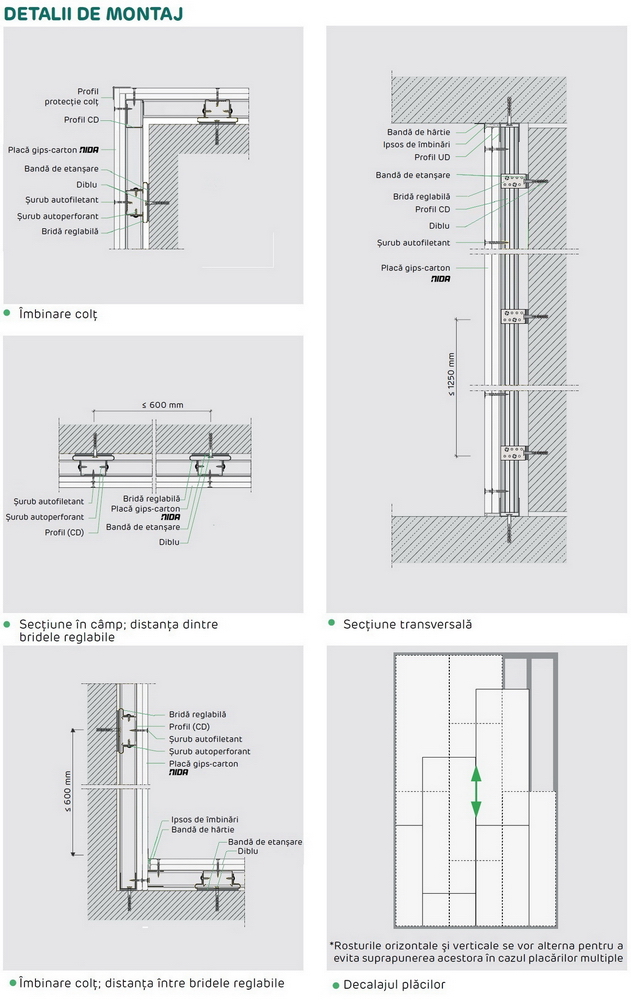 DETALII DE MONTAJ
Profil
protecție colț
Profil CD
Placă gips-carton NIDA
Bandă de etanșare
Diblu
Șurub autofiletant
Șurub autoperforant
Bridă reglabilă
Îmbinare colț
≤ 600 mm
Șurub autofiletant
Șurub autoperforant
Profil (CD)
Bridă reglabilă
Placă gips-carton
NIDA
Bandă de etanșare
Diblu
Secțiune în câmp; distanța dintre
bridele reglabile
Bridă reglabilă
Profil (CD)
Șurub autofiletant
Șurub autoperforant
Placă gips-carton
NIDA
≤ 600 mm
Ipsos de îmbinări
Bandă de hârtie
Bandă de etanșare
Diblu
Îmbinare colț; distanța între bridele reglabile
Bandă de hârtie
Ipsos de îmbinări
Profil UD
Bandă de etanșare
Bridă reglabilă
Profil CD
Diblu
Șurub autofiletant
Placă gips-carton
NIDA
≤ 1250 mm
Secțiune transversală
*Rosturile orizontale și verticale se vor alterna pentru a
evita suprapunerea acestora în cazul placărilor multiple
Decalajul plăcilor